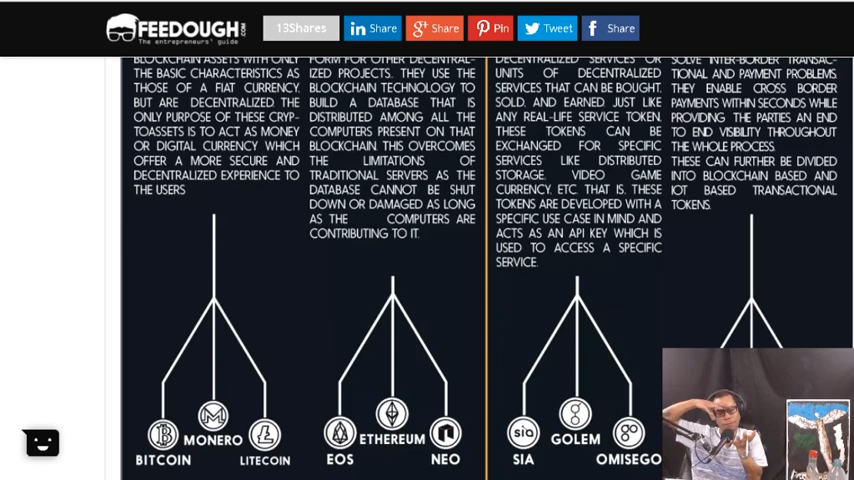 FEEDOUGH.COM
The entrepreneurs' guide
13Shares
in Share
G+ Share
Pin
Tweet
f Share
BLOCKCHAIN ASSETS WITH ONLY
THE BASIC CHARACTERISTICS AS
THOSE OF A FIAT CURRENCY,
BUT ARE DECENTRALIZED. THE
ONLY PURPOSE OF THESE CRYP-
TOASSETS IS TO ACT AS MONEY
OR DIGITAL CURRENCY WHICH
OFFER A MORE SECURE AND
DECENTRALIZED EXPERIENCE TO
THE USERS
FORM FOR OTHER DECENTRAL-
IZED PROJECTS. THEY USE THE
BLOCKCHAIN TECHNOLOGY TO
BUILD A DATABASE THAT IS
DISTRIBUTED AMONG ALL THE
COMPUTERS PRESENT ON THAT
BLOCKCHAIN. THIS OVERCOMES
THE LIMITATIONS OF
TRADITIONAL SERVERS AS THE
DATABASE CANNOT BE SHUT
DOWN OR DAMAGED AS LONG
AS THE COMPUTERS ARE
CONTRIBUTING TO IT.
DECENTRALIZED SERVICES OR
UNITS OF DECENTRALIZED
SERVICES THAT CAN BE BOUGHT,
SOLD, AND EARNED JUST LIKE
ANY REAL-LIFE SERVICE TOKEN.
THESE TOKENS CAN BE
EXCHANGED FOR SPECIFIC
SERVICES LIKE DISTRIBUTED
STORAGE, VIDEO GAME
CURRENCY, ETC. THAT IS, THESE
TOKENS ARE DEVELOPED WITH A
SPECIFIC USE CASE IN MIND AND
ACTS AS AN API KEY WHICH IS
USED TO ACCESS A SPECIFIC
SERVICE.
SOLVE INTER-BORDER TRANSAC-
TIONAL AND PAYMENT PROBLEMS.
THEY ENABLE CROSS BORDER
PAYMENTS WITHIN SECONDS WHILE
PROVIDING THE PARTIES AN END
TO END VISIBILITY THROUGHOUT
THE WHOLE PROCESS.
THESE CAN FURTHER BE DIVIDED
INTO BLOCKCHAIN BASED AND
IOT BASED TRANSACTIONAL
TOKENS.
BITCOIN
MONERO
LITECOIN
EOS
ETHEREUM
NEO
sia
SIA
GOLEM
OMISEGO